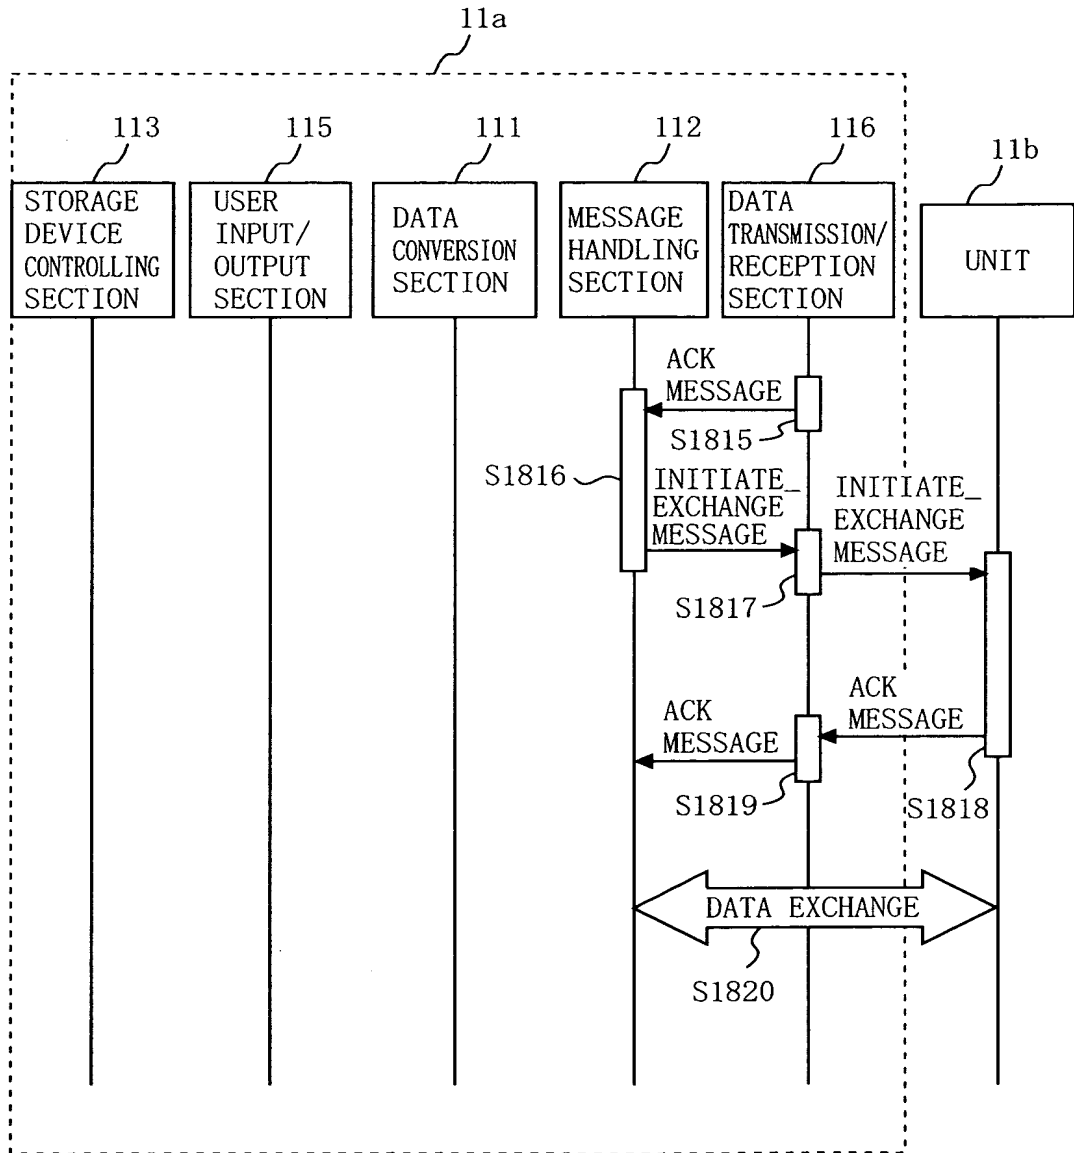 11a
113
115
111
112
116
11b
STORAGE
DEVICE
CONTROLLING
SECTION
USER
INPUT/
OUTPUT
SECTION
DATA
CONVERSION
SECTION
MESSAGE
HANDLING
SECTION
DATA
TRANSMISSION/
RECEPTION
SECTION
UNIT
ACK
MESSAGE
S1815
S1816
INITIATE_
EXCHANGE
MESSAGE
INITIATE_
EXCHANGE
MESSAGE
S1817
ACK
MESSAGE
ACK
MESSAGE
S1819
S1818
DATA EXCHANGE
S1820